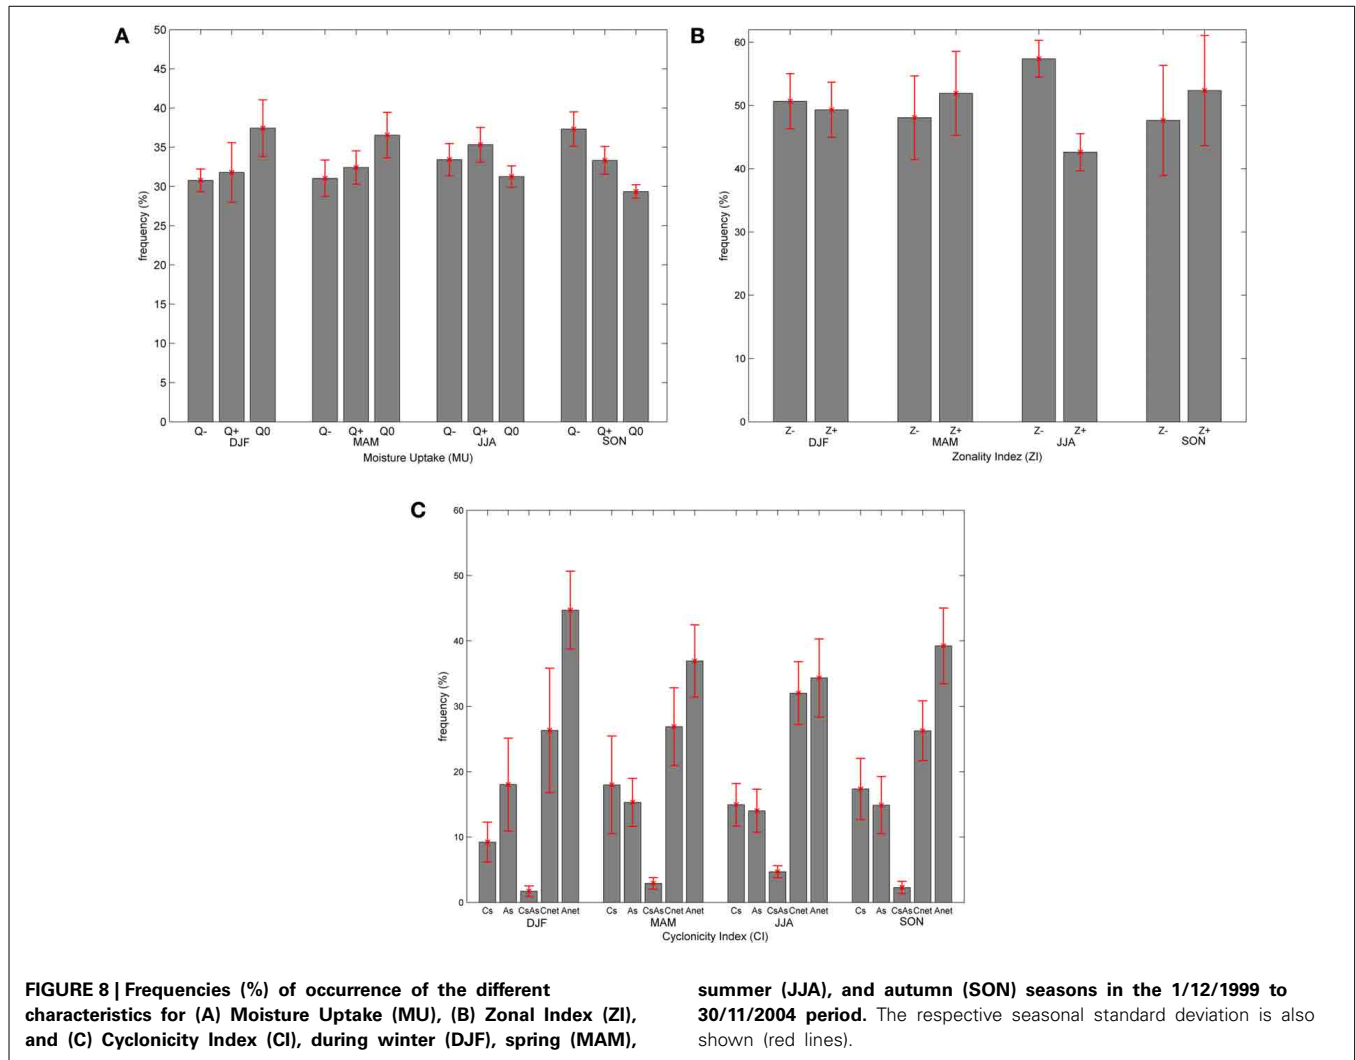 A
50
45
40
35
30
25
20
15
10
5
0
frequency (%)
Q- Q+ Q0 Q- Q+ Q0 Q- Q+ Q0 Q- Q+ Q0
DJF MAM JJA SON
Moisture Uptake (MU)
B
60
50
40
30
20
10
0
frequency (%)
Z- Z+ Z- Z+ Z- Z+ Z- Z+
DJF MAM JJA SON
Zonality Indez (ZI)
C
60
50
40
30
20
10
0
frequency (%)
Cs As CsAs Cnet Anet Cs As CsAs Cnet Anet Cs As CsAs Cnet Anet Cs As CsAs Cnet Anet
DJF MAM JJA SON
Cyclonicity Index (CI)
FIGURE 8 | Frequencies (%) of occurrence of the different
characteristics for (A) Moisture Uptake (MU), (B) Zonal Index (ZI),
and (C) Cyclonicity Index (CI), during winter (DJF), spring (MAM),
summer (JJA), and autumn (SON) seasons in the 1/12/1999 to
30/11/2004 period. The respective seasonal standard deviation is also
shown (red lines).